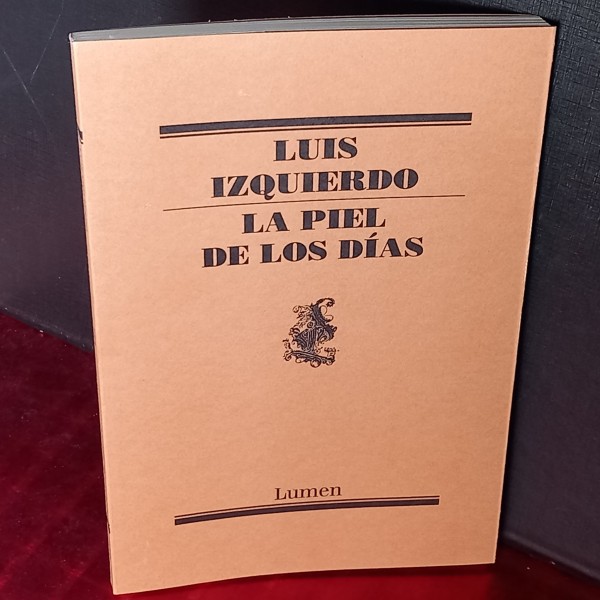 LUIS
IZQUIERDO
LA PIEL
DE LOS DÍAS
Lumen